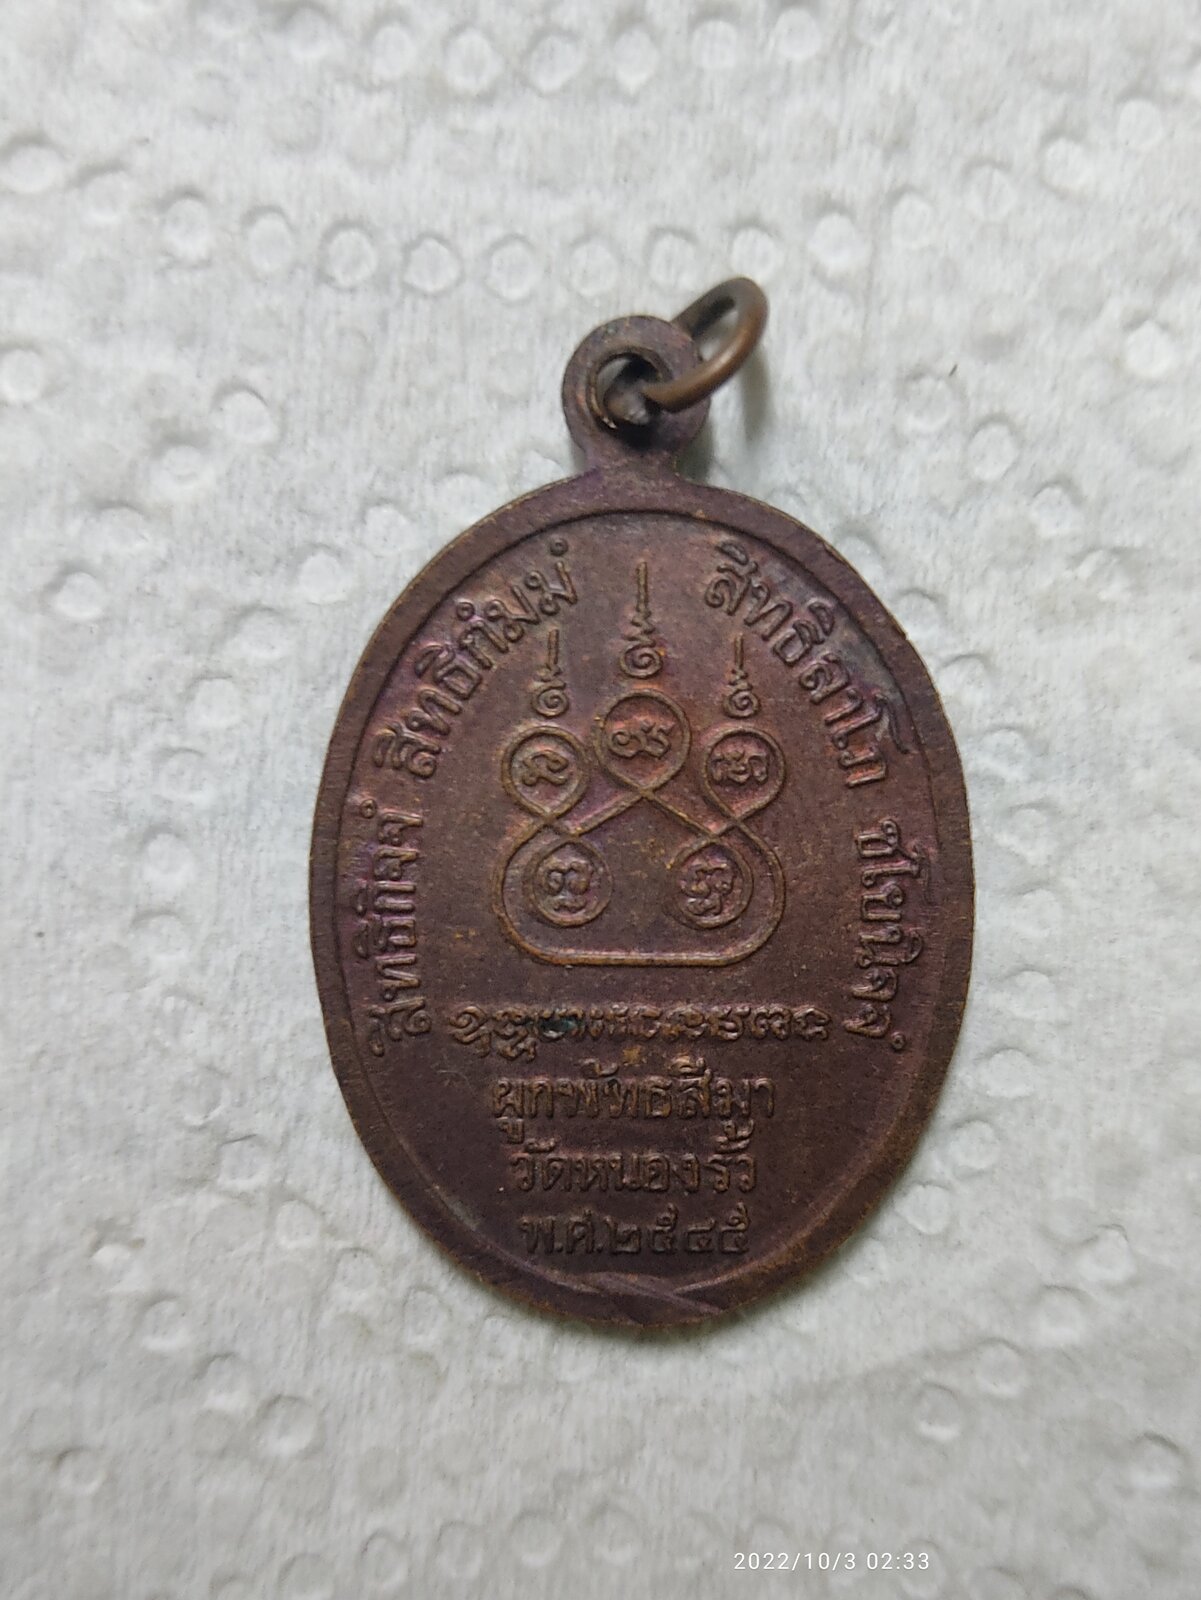 สิทธิกิจจํ สิทธิกํมมํ สิทธิลาโภ ชโยนิจจํ
ผูกพัทธสีมา
วัดหนองรั้ว
พ.ศ.๒๕๔๕
2022/10/3 02:33